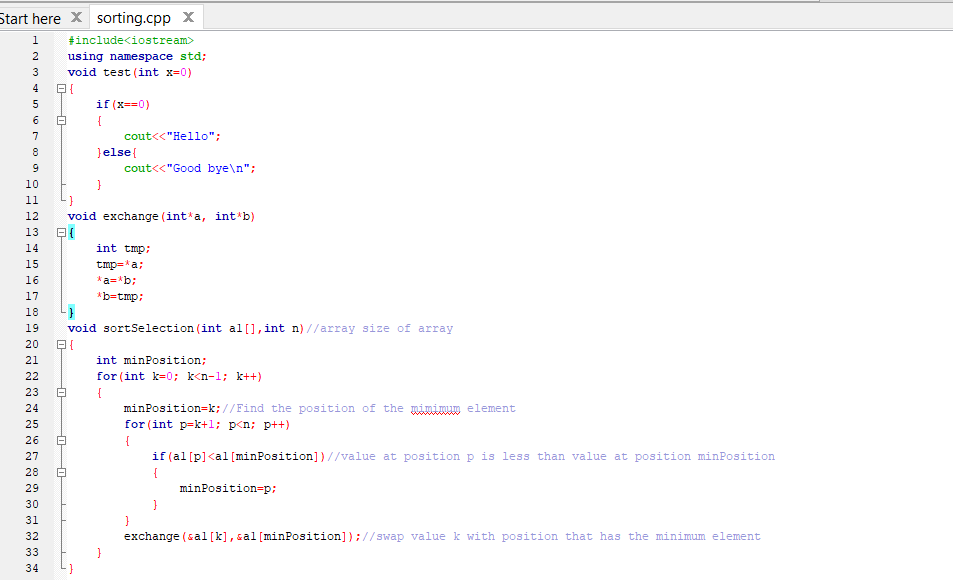 Start here X sorting.cpp X
1 #include<iostream>
2 using namespace std;
3 void test(int x=0)
4 {
5 if(x==0)
6 {
7 cout<<"Hello";
8 }else{
9 cout<<"Good bye\n";
10 }
11 }
12 void exchange(int*a, int*b)
13 {
14 int tmp;
15 tmp=*a;
16 *a=*b;
17 *b=tmp;
18 }
19 void sortSelection(int al[],int n)//array size of array
20 {
21 int minPosition;
22 for(int k=0; k<n-1; k++)
23 {
24 minPosition=k;//Find the position of the mimimum element
25 for(int p=k+1; p<n; p++)
26 {
27 if(al[p]<al[minPosition])//value at position p is less than value at position minPosition
28 {
29 minPosition=p;
30 }
31 }
32 exchange(&al[k],&al[minPosition]);//swap value k with position that has the minimum element
33 }
34 }